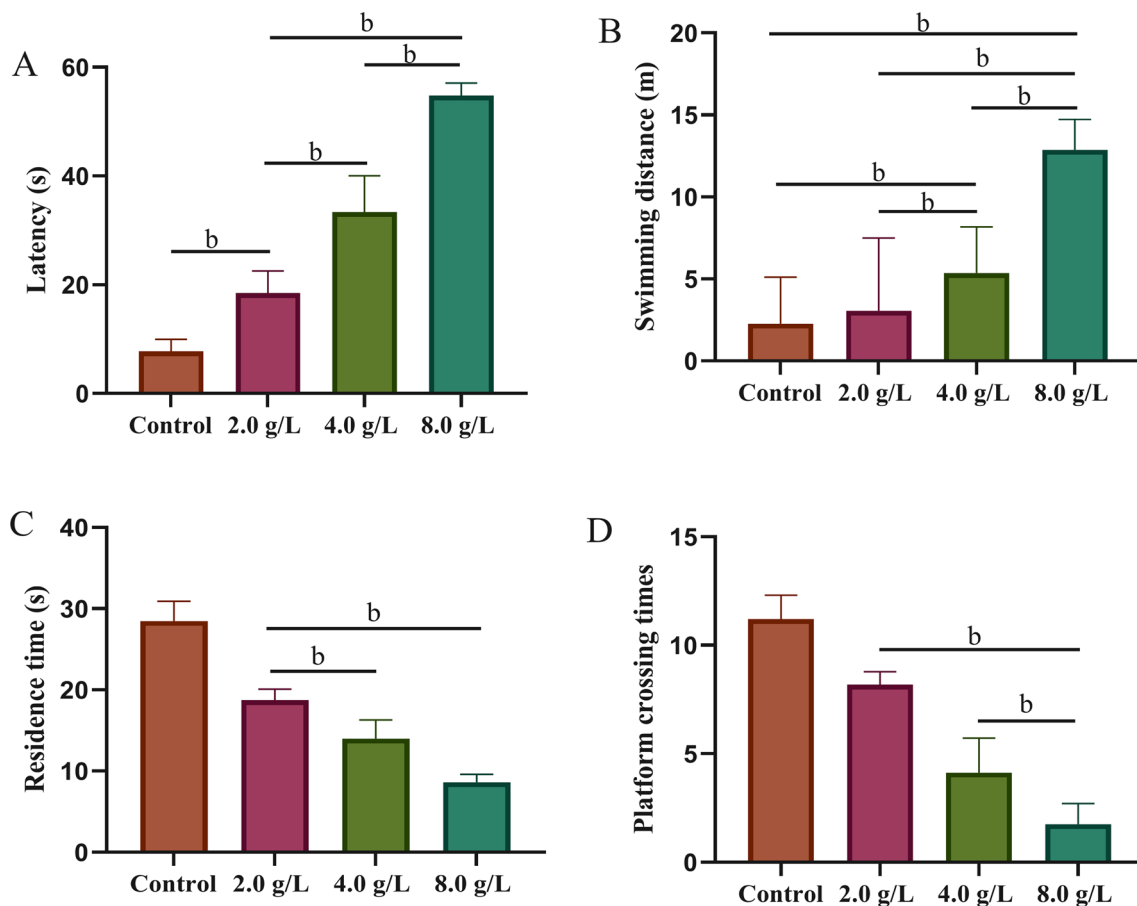 A
Latency (s)
60
40
20
0
b
b
b
b
Control 2.0 g/L 4.0 g/L 8.0 g/L
B
Swimming distance (m)
20
15
10
5
0
b
b
b
b
b
Control 2.0 g/L 4.0 g/L 8.0 g/L
C
Residence time (s)
40
30
20
10
0
b
b
Control 2.0 g/L 4.0 g/L 8.0 g/L
D
Platform crossing times
15
10
5
0
b
b
Control 2.0 g/L 4.0 g/L 8.0 g/L